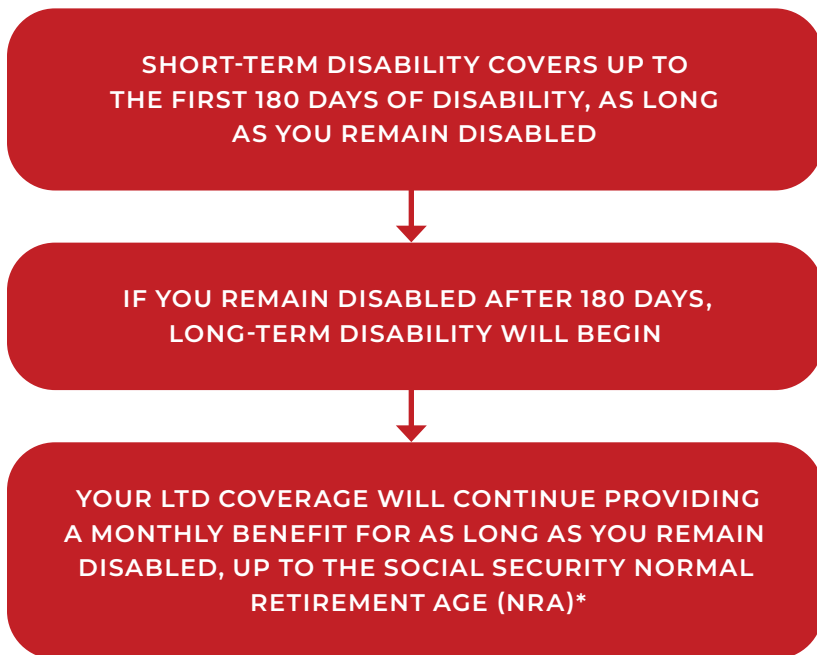 SHORT-TERM DISABILITY COVERS UP TO
THE FIRST 180 DAYS OF DISABILITY, AS LONG
AS YOU REMAIN DISABLED
IF YOU REMAIN DISABLED AFTER 180 DAYS,
LONG-TERM DISABILITY WILL BEGIN
YOUR LTD COVERAGE WILL CONTINUE PROVIDING
A MONTHLY BENEFIT FOR AS LONG AS YOU REMAIN
DISABLED, UP TO THE SOCIAL SECURITY NORMAL
RETIREMENT AGE (NRA)*